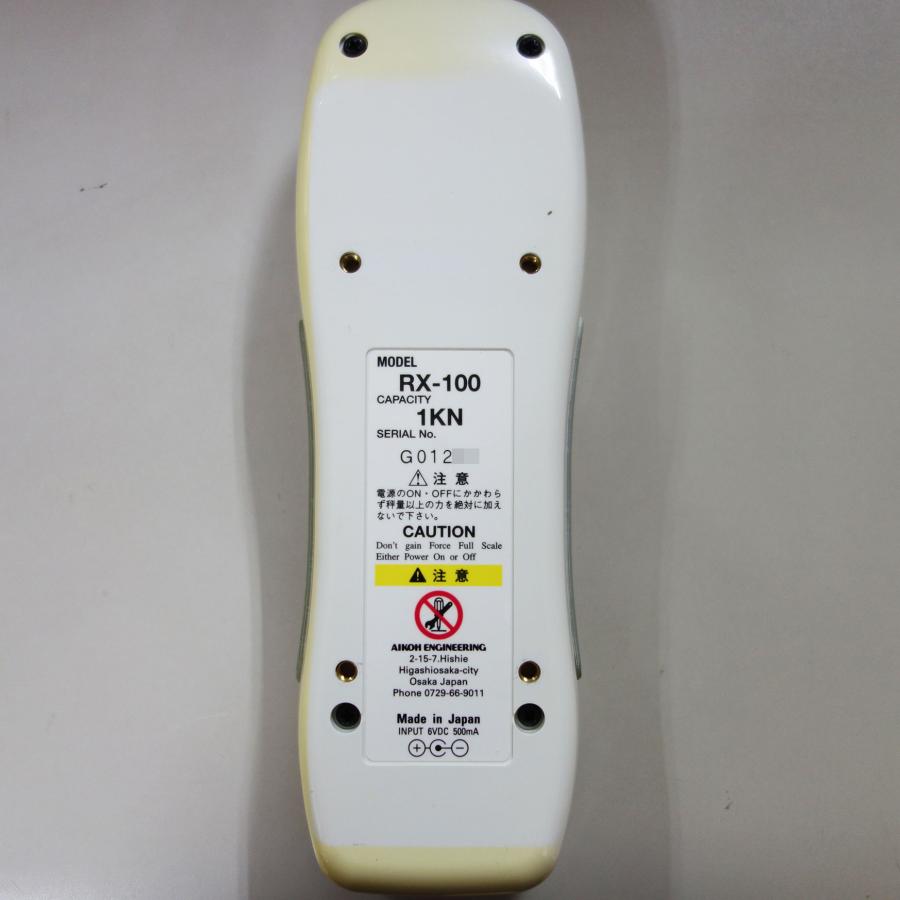 MODEL
RX-100
CAPACITY
1KN
SERIAL No.
G012
注 意
電源のON・OFFにかかわら
ず秤量以上の力を絶対に加え
ないで下さい。
CAUTION
Don't gain Force Full Scale
Either Power On or Off
注 意
AIKOH ENGINEERING
2-15-7.Hishie
Higashiosaka-city
Osaka Japan
Phone 0729-66-9011
Made in Japan
INPUT 6VDC 500mA